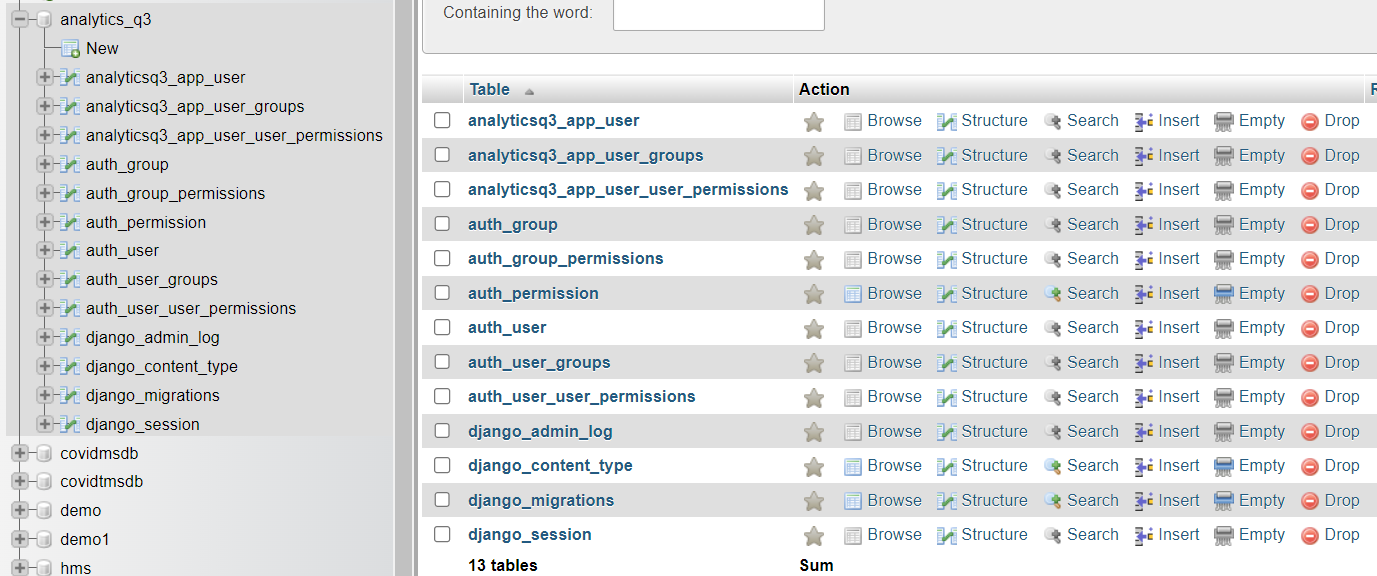 analytics_q3
New
analyticsq3_app_user
analyticsq3_app_user_groups
analyticsq3_app_user_user_permissions
auth_group
auth_group_permissions
auth_permission
auth_user
auth_user_groups
auth_user_user_permissions
django_admin_log
django_content_type
django_migrations
django_session
covidmsdb
covidtmsdb
demo
demo1
hms
Containing the word:
Table Action
analyticsq3_app_user Browse Structure Search Insert Empty Drop
analyticsq3_app_user_groups Browse Structure Search Insert Empty Drop
analyticsq3_app_user_user_permissions Browse Structure Search Insert Empty Drop
auth_group Browse Structure Search Insert Empty Drop
auth_group_permissions Browse Structure Search Insert Empty Drop
auth_permission Browse Structure Search Insert Empty Drop
auth_user Browse Structure Search Insert Empty Drop
auth_user_groups Browse Structure Search Insert Empty Drop
auth_user_user_permissions Browse Structure Search Insert Empty Drop
django_admin_log Browse Structure Search Insert Empty Drop
django_content_type Browse Structure Search Insert Empty Drop
django_migrations Browse Structure Search Insert Empty Drop
django_session Browse Structure Search Insert Empty Drop
13 tables Sum